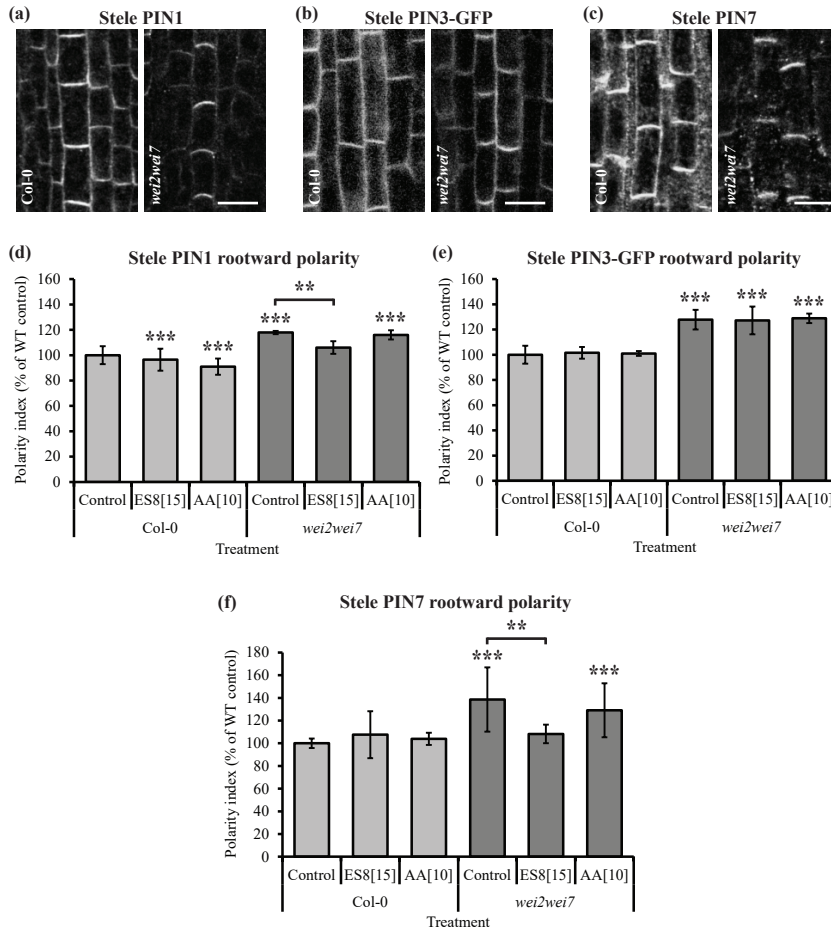 (a) Stele PIN1
Col-0
wei2wei7
(b) Stele PIN3-GFP
Col-0
wei2wei7
(c) Stele PIN7
Col-0
wei2wei7
(d) Stele PIN1 rootward polarity
Polarity index (% of WT control)
160
140
120
100
80
60
40
20
0
***
***
***
**
***
Control ES8[15] AA[10] Control ES8[15] AA[10]
Col-0 wei2wei7
Treatment
(e) Stele PIN3-GFP rootward polarity
Polarity index (% of WT control)
160
140
120
100
80
60
40
20
0
*** *** ***
Control ES8[15] AA[10] Control ES8[15] AA[10]
Col-0 wei2wei7
Treatment
(f) Stele PIN7 rootward polarity
Polarity index (% of WT control)
180
160
140
120
100
80
60
40
20
0
**
*** ***
Control ES8[15] AA[10] Control ES8[15] AA[10]
Col-0 wei2wei7
Treatment